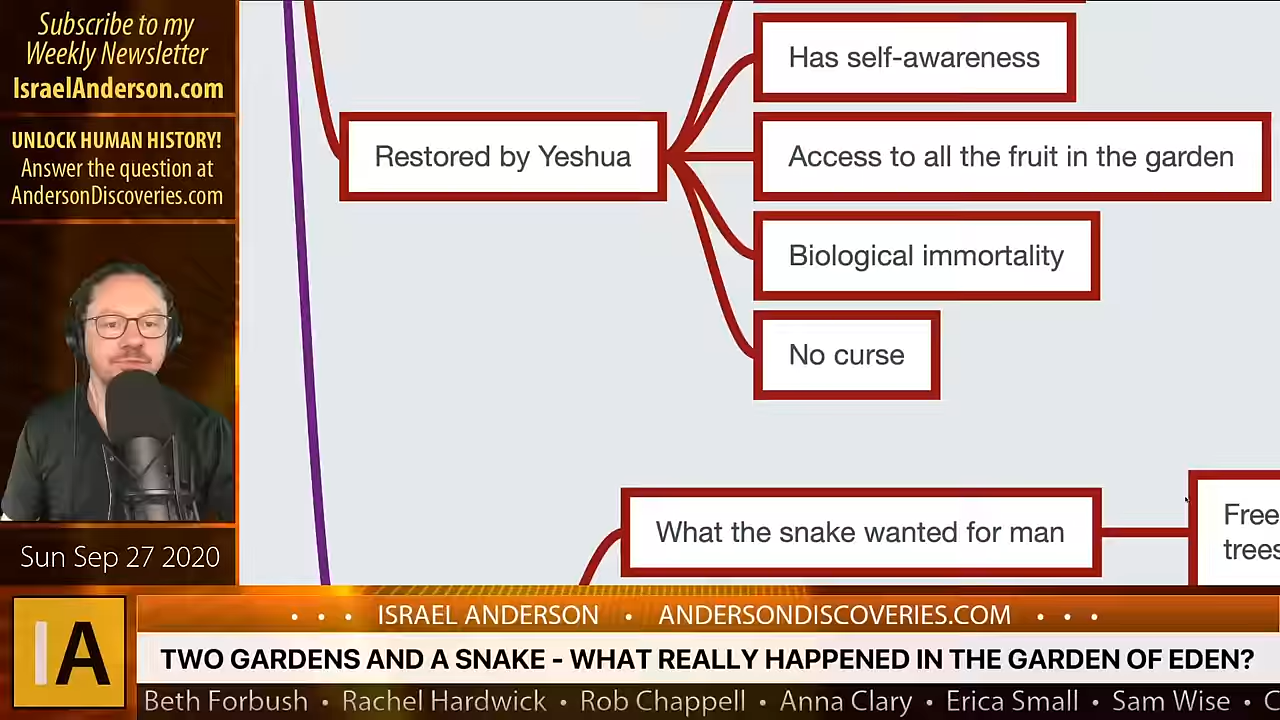 Subscribe to my
Weekly Newsletter
IsraelAnderson.com
UNLOCK HUMAN HISTORY!
Answer the question at
AndersonDiscoveries.com
Has self-awareness
Restored by Yeshua
Access to all the fruit in the garden
Biological immortality
No curse
What the snake wanted for man
Free
trees
Sun Sep 27 2020
• • • ISRAEL ANDERSON • ANDERSONDISCOVERIES.COM • • •
IA
TWO GARDENS AND A SNAKE - WHAT REALLY HAPPENED IN THE GARDEN OF EDEN?
Beth Forbush • Rachel Hardwick • Rob Chappell • Anna Clary • Erica Small • Sam Wise •